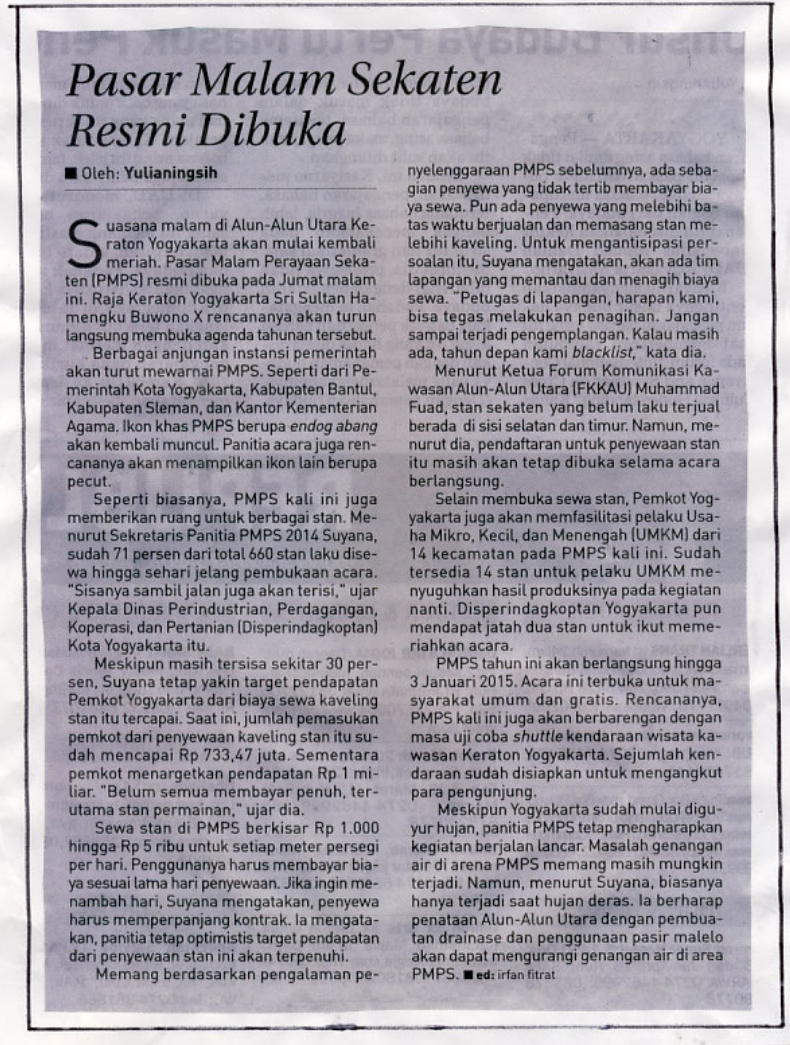 Pasar Malam Sekaten
Resmi Dibuka
■ Oleh: Yulianingsih
Suasana malam di Alun-Alun Utara Ke-
raton Yogyakarta akan mulai kembali
meriah. Pasar Malam Perayaan Seka-
ten (PMPS) resmi dibuka pada Jumat malam
ini. Raja Keraton Yogyakarta Sri Sultan Ha-
mengku Buwono X rencananya akan turun
langsung membuka agenda tahunan tersebut.
Berbagai anjungan instansi pemerintah
akan turut mewarnai PMPS. Seperti dari Pe-
merintah Kota Yogyakarta, Kabupaten Bantul,
Kabupaten Sleman, dan Kantor Kementerian
Agama. Ikon khas PMPS berupa endog abang
akan kembali muncul. Panitia acara juga ren-
cananya akan menampilkan ikon lain berupa
pecut.
Seperti biasanya, PMPS kali ini juga
memberikan ruang untuk berbagai stan. Me-
nurut Sekretaris Panitia PMPS 2014 Suyana,
sudah 71 persen dari total 660 stan laku dise-
wa hingga sehari jelang pembukaan acara.
"Sisanya sambil jalan juga akan terisi," ujar
Kepala Dinas Perindustrian, Perdagangan,
Koperasi, dan Pertanian (Disperindagkoptan)
Kota Yogyakarta itu.
Meskipun masih tersisa sekitar 30 per-
sen, Suyana tetap yakin target pendapatan
Pemkot Yogyakarta dari biaya sewa kaveling
stan itu tercapai. Saat ini, jumlah pemasukan
pemkot dari penyewaan kaveling stan itu su-
dah mencapai Rp 733,47 juta. Sementara
pemkot menargetkan pendapatan Rp 1 mi-
liar. "Belum semua membayar penuh, ter-
utama stan permainan," ujar dia.
Sewa stan di PMPS berkisar Rp 1.000
hingga Rp 5 ribu untuk setiap meter persegi
per hari. Penggunanya harus membayar bia-
ya sesuai lama hari penyewaan. Jika ingin me-
nambah hari, Suyana mengatakan, penyewa
harus memperpanjang kontrak. Ia mengata-
kan, panitia tetap optimistis target pendapatan
dari penyewaan stan ini akan terpenuhi.
Memang berdasarkan pengalaman pe-
nyelenggaraan PMPS sebelumnya, ada seba-
gian penyewa yang tidak tertib membayar bia-
ya sewa. Pun ada penyewa yang melebihi ba-
tas waktu berjualan dan memasang stan me-
lebihi kaveling. Untuk mengantisipasi per-
soalan itu, Suyana mengatakan, akan ada tim
lapangan yang memantau dan menagih biaya
sewa. "Petugas di lapangan, harapan kami,
bisa tegas melakukan penagihan. Jangan
sampai terjadi pengemplangan. Kalau masih
ada, tahun depan kami blacklist," kata dia.
Menurut Ketua Forum Komunikasi Ka-
wasan Alun-Alun Utara (FKKAU) Muhammad
Fuad, stan sekaten yang belum laku terjual
berada di sisi selatan dan timur. Namun, me-
nurut dia, pendaftaran untuk penyewaan stan
itu masih akan tetap dibuka selama acara
berlangsung.
Selain membuka sewa stan, Pemkot Yog-
yakarta juga akan memfasilitasi pelaku Usa-
ha Mikro, Kecil, dan Menengah (UMKM) dari
14 kecamatan pada PMPS kali ini. Sudah
tersedia 14 stan untuk pelaku UMKM me-
nyuguhkan hasil produksinya pada kegiatan
nanti. Disperindagkoptan Yogyakarta pun
mendapat jatah dua stan untuk ikut meme-
riahkan acara.
PMPS tahun ini akan berlangsung hingga
3 Januari 2015. Acara ini terbuka untuk ma-
syarakat umum dan gratis. Rencananya,
PMPS kali ini juga akan berbarengan dengan
masa uji coba shuttle kendaraan wisata ka-
wasan Keraton Yogyakarta. Sejumlah ken-
daraan sudah disiapkan untuk mengangkut
para pengunjung.
Meskipun Yogyakarta sudah mulai digu-
yur hujan, panitia PMPS tetap mengharapkan
kegiatan berjalan lancar. Masalah genangan
air di arena PMPS memang masih mungkin
terjadi. Namun, menurut Suyana, biasanya
hanya terjadi saat hujan deras. Ia berharap
penataan Alun-Alun Utara dengan pembua-
tan drainase dan penggunaan pasir malelo
akan dapat mengurangi genangan air di area
PMPS. ■ ed: irfan fitrat